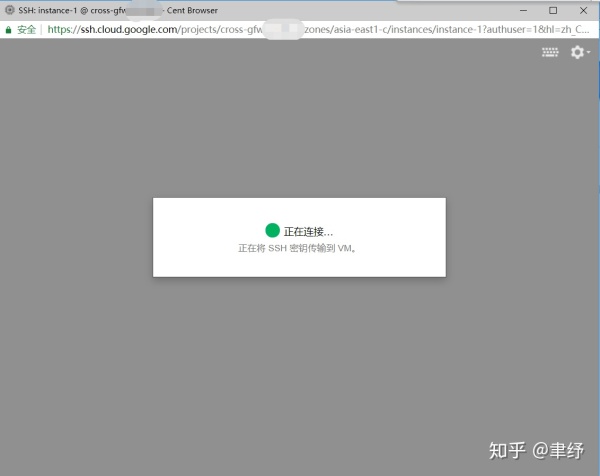 SSH: instance-1 @ cross-gfw - Cent Browser
安全 https://ssh.cloud.google.com/projects/cross-gfw zones/asia-east1-c/instances/instance-1?authuser=1&hl=zh_C...
正在连接...
正在将 SSH 密钥传输到 VM。
知乎 @聿纾